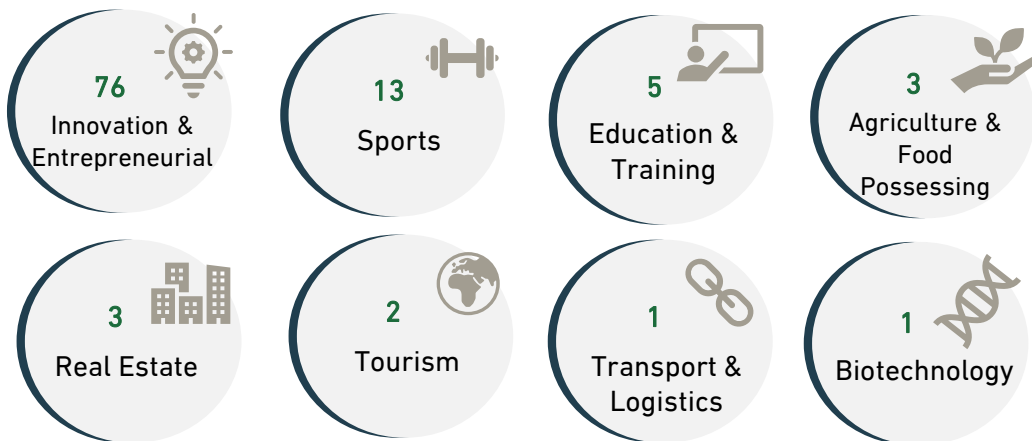 76
Innovation &
Entrepreneurial
13
Sports
5
Education &
Training
3
Agriculture &
Food
Possessing
3
Real Estate
2
Tourism
1
Transport &
Logistics
1
Biotechnology